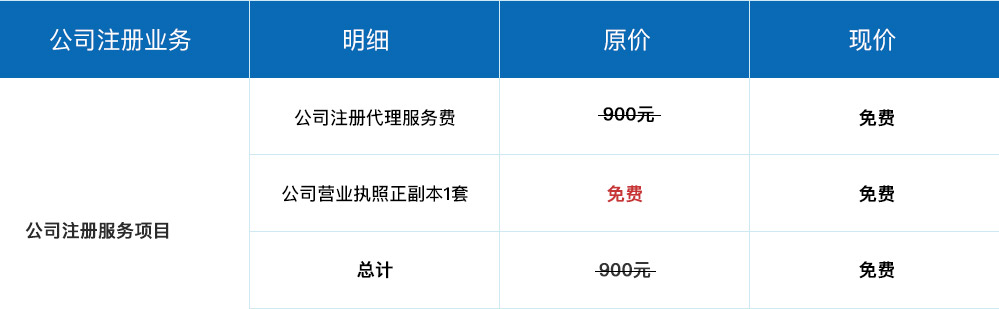 公司注册业务 明细 原价 现价
公司注册代理服务费 900元 免费
公司营业执照正副本1套 免费 免费
公司注册服务项目
总计 900元 免费